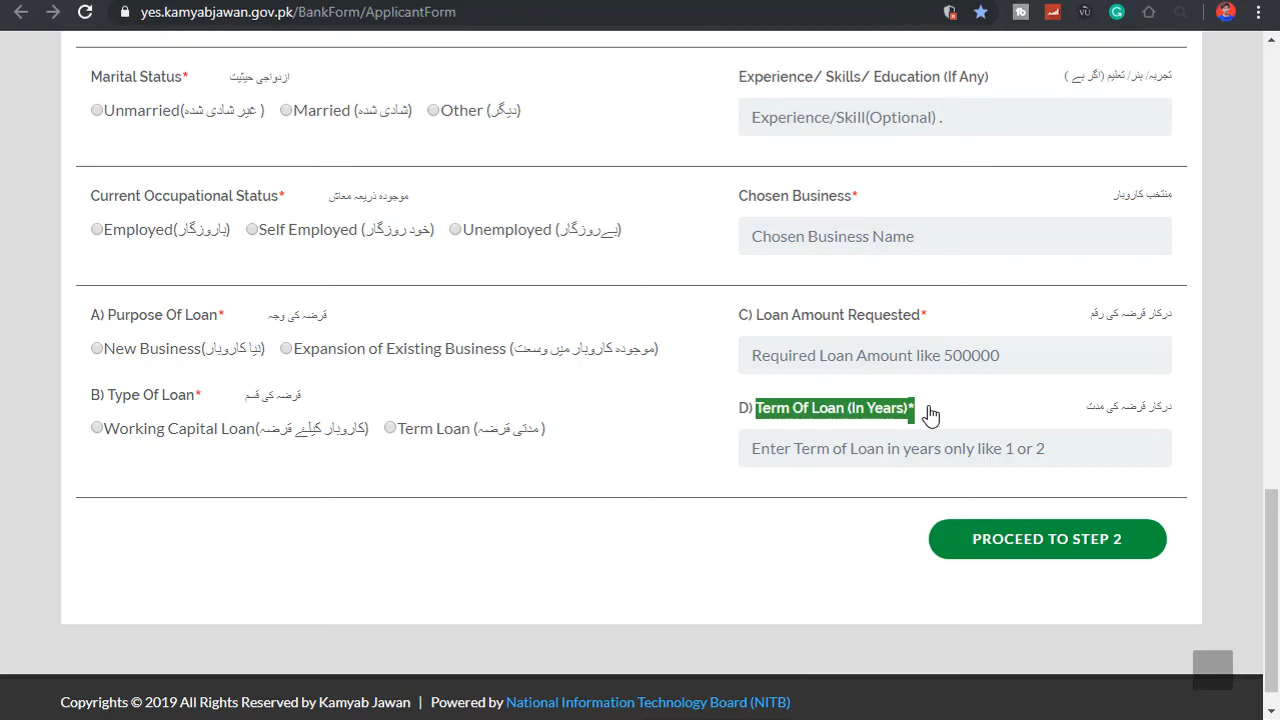 yes.kamyabjawan.gov.pk/BankForm/ApplicantForm
Marital Status* ازدواجی حیثیت
Unmarried(غیر شادی شدہ ) Married (شادی شدہ) Other (دیگر)
Experience/ Skills/ Education (If Any) تجربہ/ ہنر/ تعلیم (اگر ہے )
Experience/Skill(Optional) .
Current Occupational Status* موجودہ ذریعہ معاش
Employed(باروزگار) Self Employed (خود روزگار) Unemployed (بےروزگار)
Chosen Business* منتخب کاروبار
Chosen Business Name
A) Purpose Of Loan* قرضہ کی وجہ
New Business(نیا کاروبار) Expansion of Existing Business (موجودہ کاروبار میں وسعت)
B) Type Of Loan* قرضہ کی قسم
Working Capital Loan(کاروبار کیلئے قرضہ) Term Loan (مدتی قرضہ )
C) Loan Amount Requested* درکار قرضہ کی رقم
Required Loan Amount like 500000
D) Term Of Loan (In Years)* درکار قرضہ کی مدت
Enter Term of Loan in years only like 1 or 2
PROCEED TO STEP 2
Copyrights © 2019 All Rights Reserved by Kamyab Jawan | Powered by National Information Technology Board (NITB)